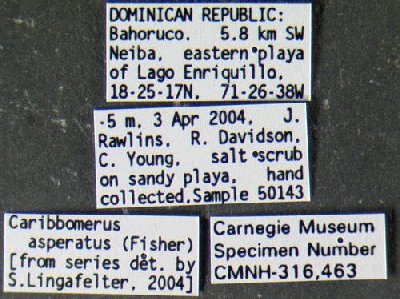 DOMINICAN REPUBLIC:
Bahoruco. 5.8 km SW
Neiba, eastern playa
of Lago Enriquillo,
18-25-17N, 71-26-38W
-5 m, 3 Apr 2004, J.
Rawlins, R. Davidson,
C. Young, salt scrub
on sandy playa, hand
collected.Sample 50143
Caribbomerus
asperatus (Fisher)
[from series det. by
S.Lingafelter, 2004]
Carnegie Museum
Specimen Number
CMNH-316,463